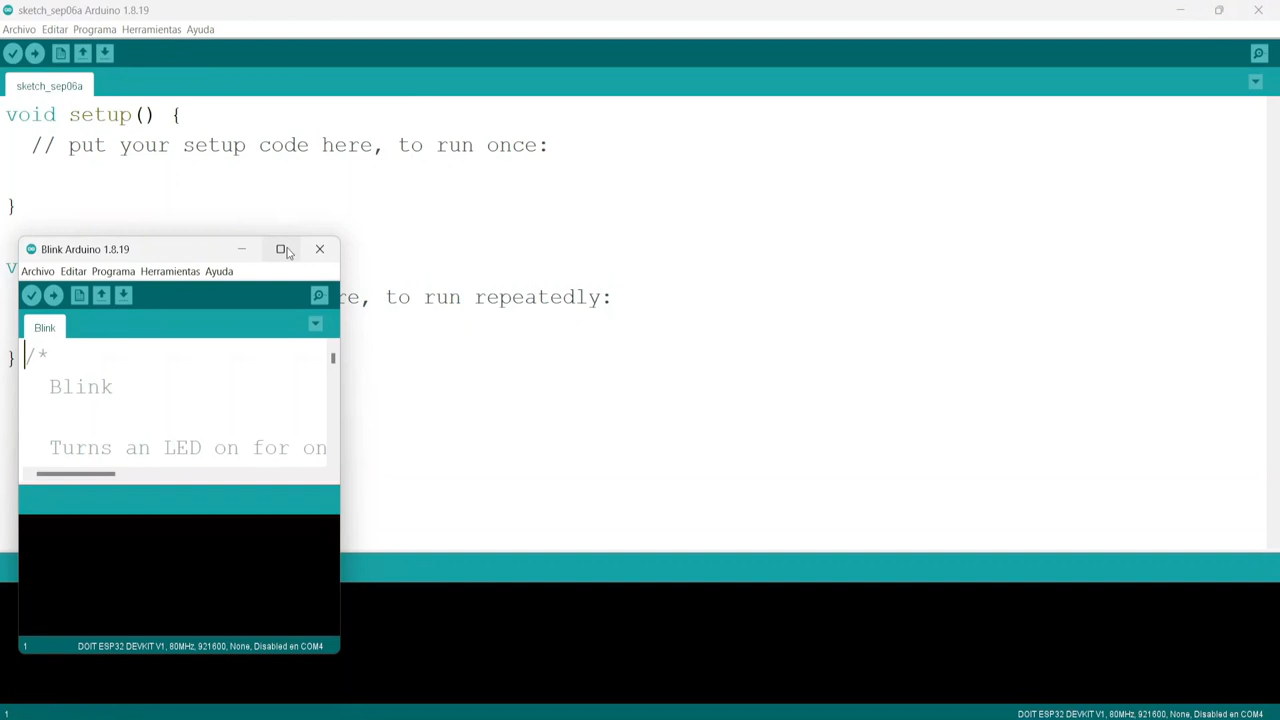 sketch_sep06a Arduino 1.8.19
Archivo Editar Programa Herramientas Ayuda
sketch_sep06a
void setup() {
// put your setup code here, to run once:
}
v
re, to run repeatedly:
}
Blink Arduino 1.8.19
Archivo Editar Programa Herramientas Ayuda
Blink
/*
Blink
Turns an LED on for on
1 DOIT ESP32 DEVKIT V1, 80MHz, 921600, None, Disabled en COM4
1 DOIT ESP32 DEVKIT V1, 80MHz, 921600, None, Disabled en COM4